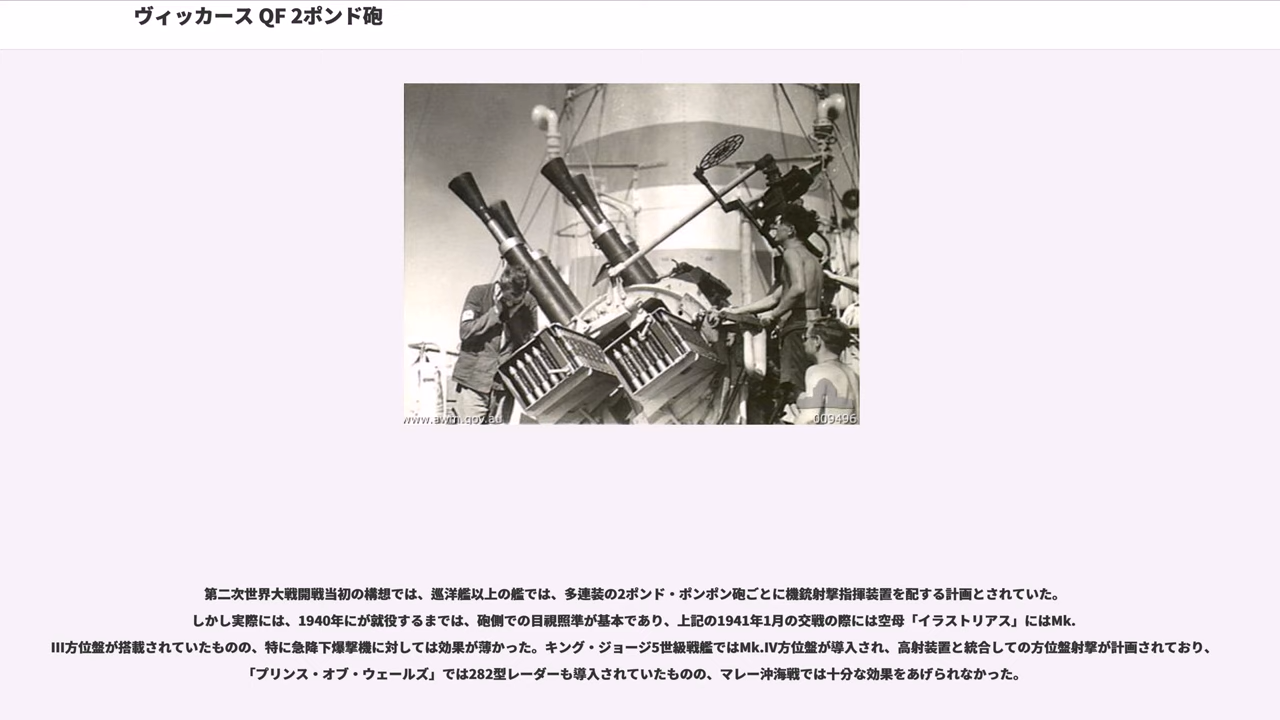 ヴィッカース QF 2ポンド砲
www.awm.gov.au
009496
第二次世界大戦開戦当初の構想では、巡洋艦以上の艦では、多連装の2ポンド・ポンポン砲ごとに機銃射撃指揮装置を配する計画とされていた。
しかし実際には、1940年にが就役するまでは、砲側での目視照準が基本であり、上記の1941年1月の交戦の際には空母「イラストリアス」にはMk.
III方位盤が搭載されていたものの、特に急降下爆撃機に対しては効果が薄かった。キング・ジョージ5世級戦艦ではMk.IV方位盤が導入され、高射装置と統合しての方位盤射撃が計画されており、
「プリンス・オブ・ウェールズ」では282型レーダーも導入されていたものの、マレー沖海戦では十分な効果をあげられなかった。